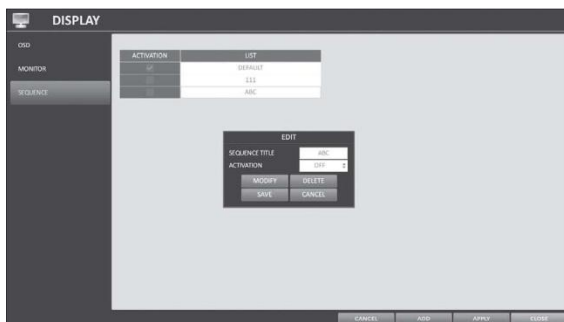 DISPLAY
OSD
MONITOR
SEQUENCE
ACTIVATION LIST
DEFAULT
111
ABC
EDIT
SEQUENCE TITLE ABC
ACTIVATION OFF
MODIFY DELETE
SAVE CANCEL
CANCEL ADD APPLY CLOSE